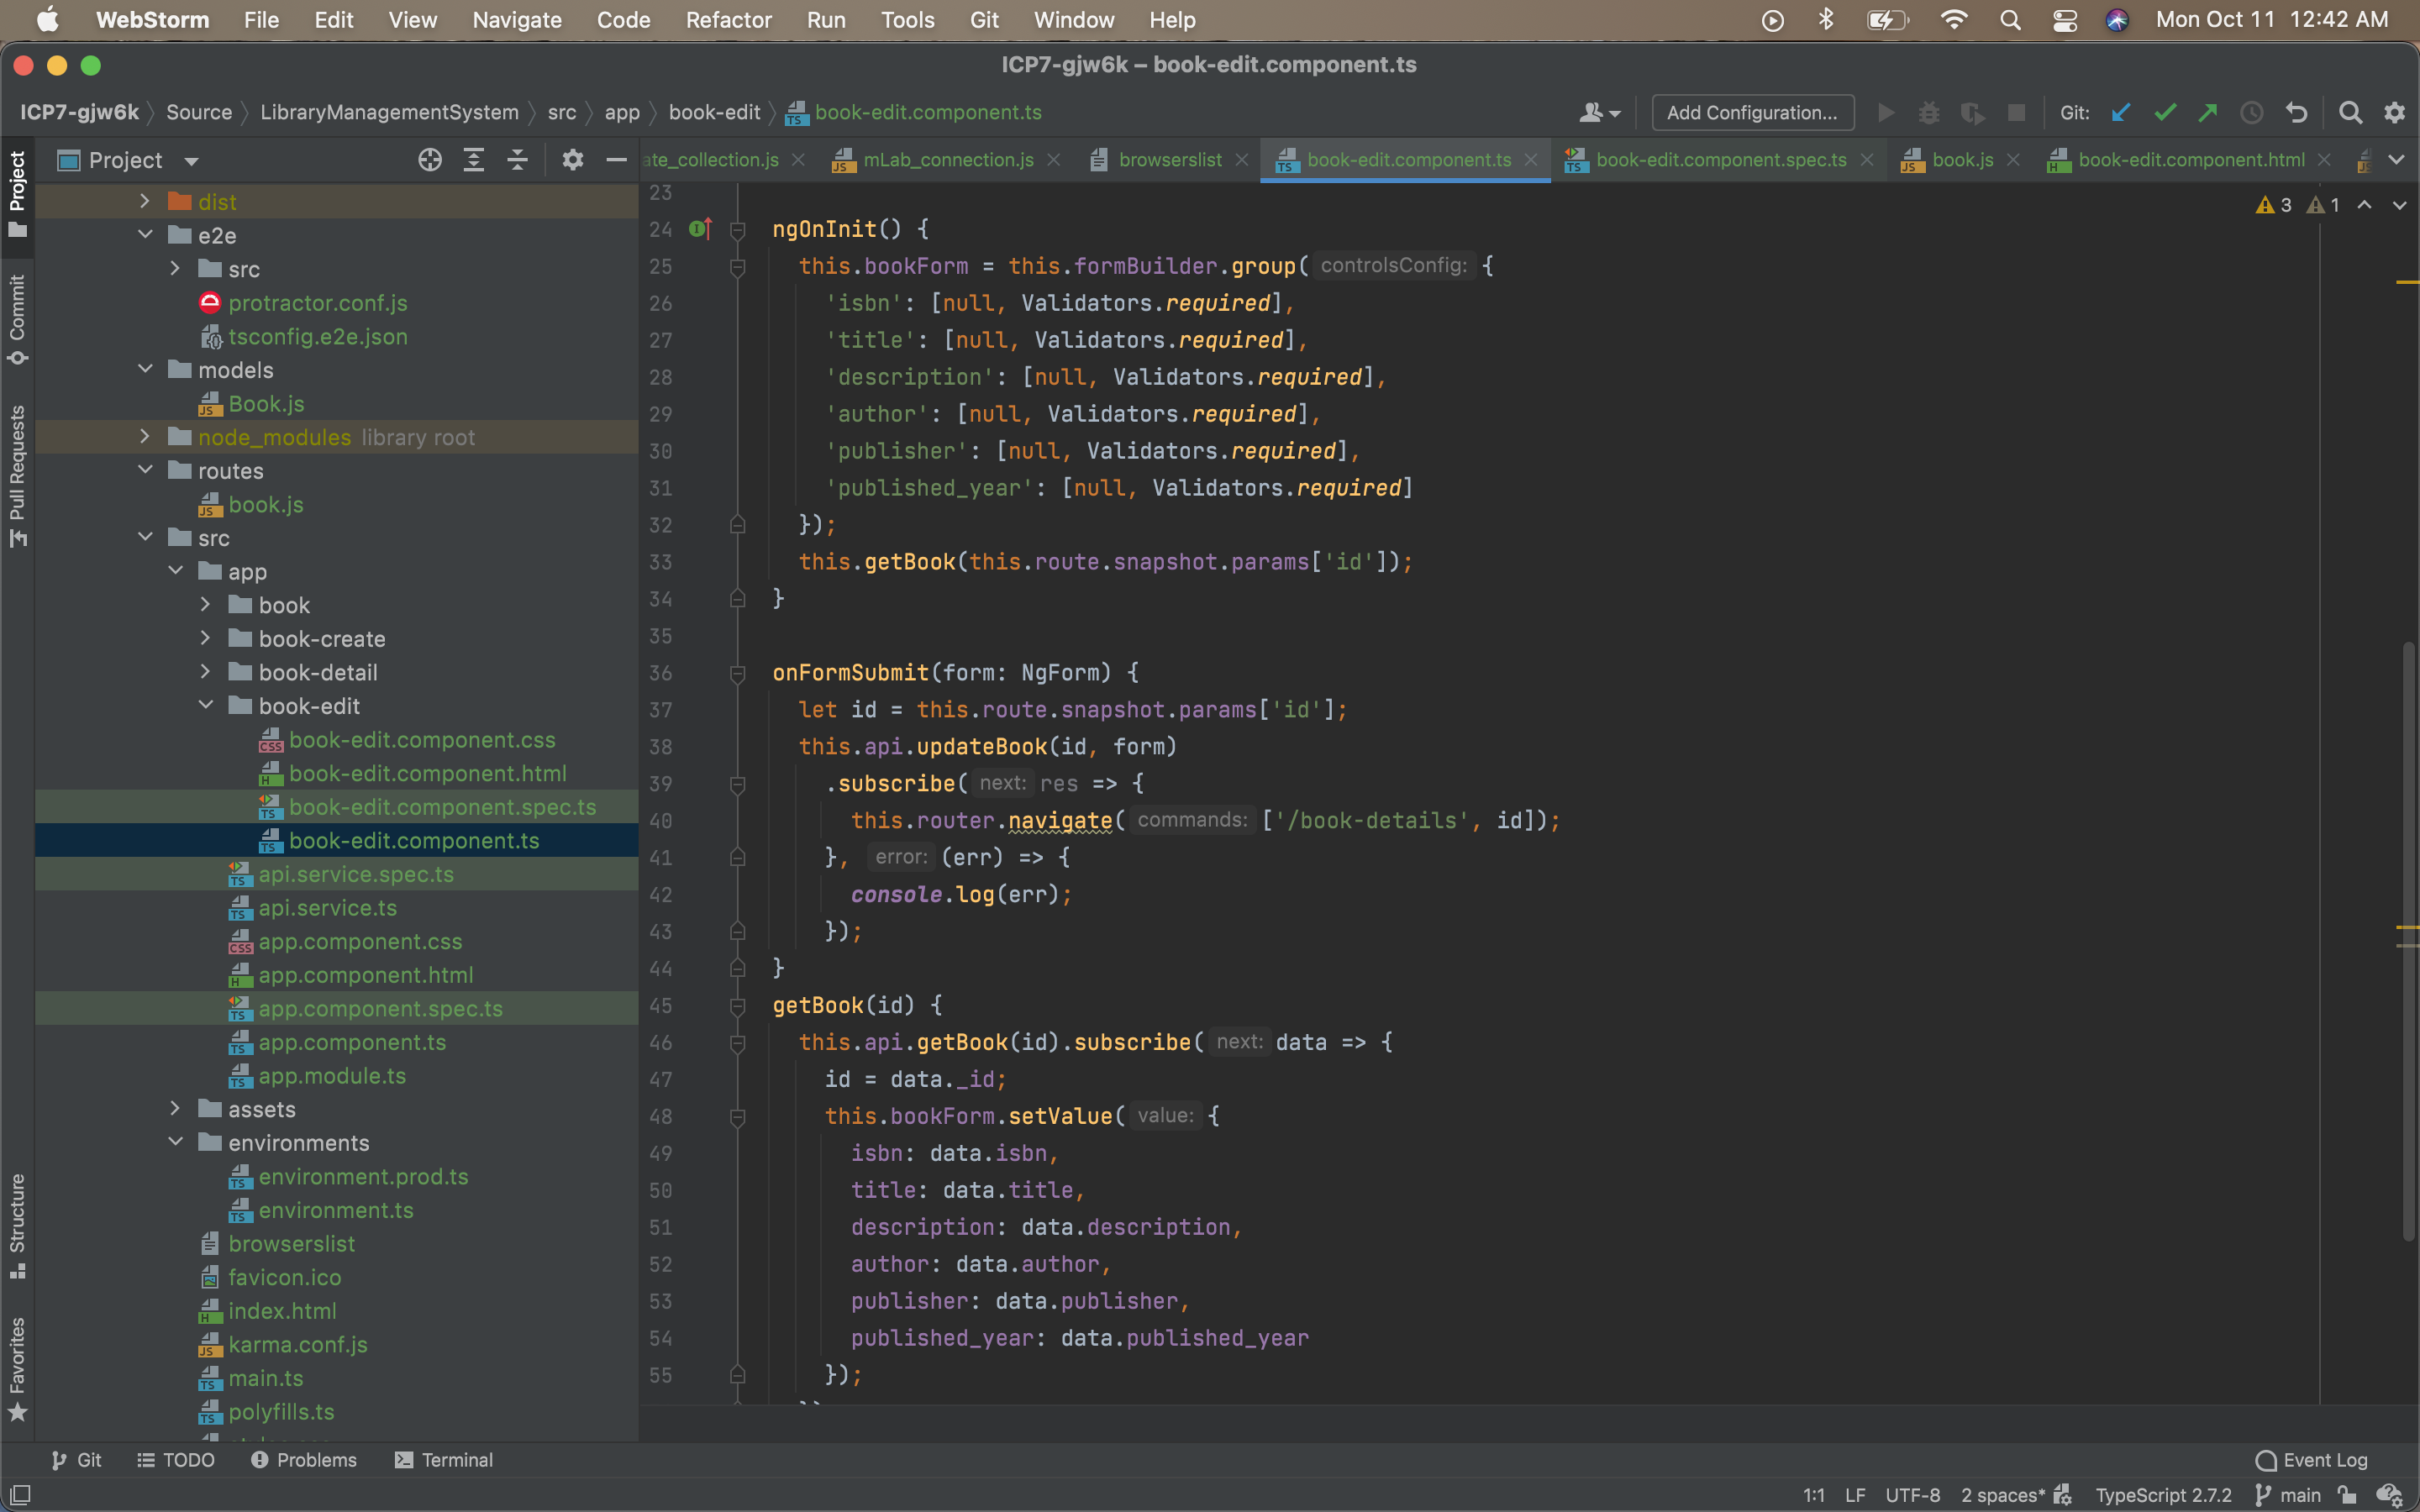 WebStorm File Edit View Navigate Code Refactor Run Tools Git Window Help Mon Oct 11 12:42 AM
ICP7-gjw6k – book-edit.component.ts
ICP7-gjw6k Source LibraryManagementSystem src app book-edit book-edit.component.ts Add Configuration... Git:
Project ate_collection.js mLab_connection.js browserslist book-edit.component.ts book-edit.component.spec.ts book.js book-edit.component.html
3 1
Project
Commit
Pull Requests
Structure
Favorites
dist
e2e
src
protractor.conf.js
tsconfig.e2e.json
models
Book.js
node_modules library root
routes
book.js
src
app
book
book-create
book-detail
book-edit
book-edit.component.css
book-edit.component.html
book-edit.component.spec.ts
book-edit.component.ts
api.service.spec.ts
api.service.ts
app.component.css
app.component.html
app.component.spec.ts
app.component.ts
app.module.ts
assets
environments
environment.prod.ts
environment.ts
browserslist
favicon.ico
index.html
karma.conf.js
main.ts
polyfills.ts
23
24 ngOnInit() {
25 this.bookForm = this.formBuilder.group( controlsConfig: {
26 'isbn': [null, Validators.required],
27 'title': [null, Validators.required],
28 'description': [null, Validators.required],
29 'author': [null, Validators.required],
30 'publisher': [null, Validators.required],
31 'published_year': [null, Validators.required]
32 });
33 this.getBook(this.route.snapshot.params['id']);
34 }
35
36 onFormSubmit(form: NgForm) {
37 let id = this.route.snapshot.params['id'];
38 this.api.updateBook(id, form)
39 .subscribe( next: res => {
40 this.router.navigate( commands: ['/book-details', id]);
41 }, error: (err) => {
42 console.log(err);
43 });
44 }
45 getBook(id) {
46 this.api.getBook(id).subscribe( next: data => {
47 id = data._id;
48 this.bookForm.setValue( value: {
49 isbn: data.isbn,
50 title: data.title,
51 description: data.description,
52 author: data.author,
53 publisher: data.publisher,
54 published_year: data.published_year
55 });
Git TODO Problems Terminal Event Log
1:1 LF UTF-8 2 spaces* TypeScript 2.7.2 main